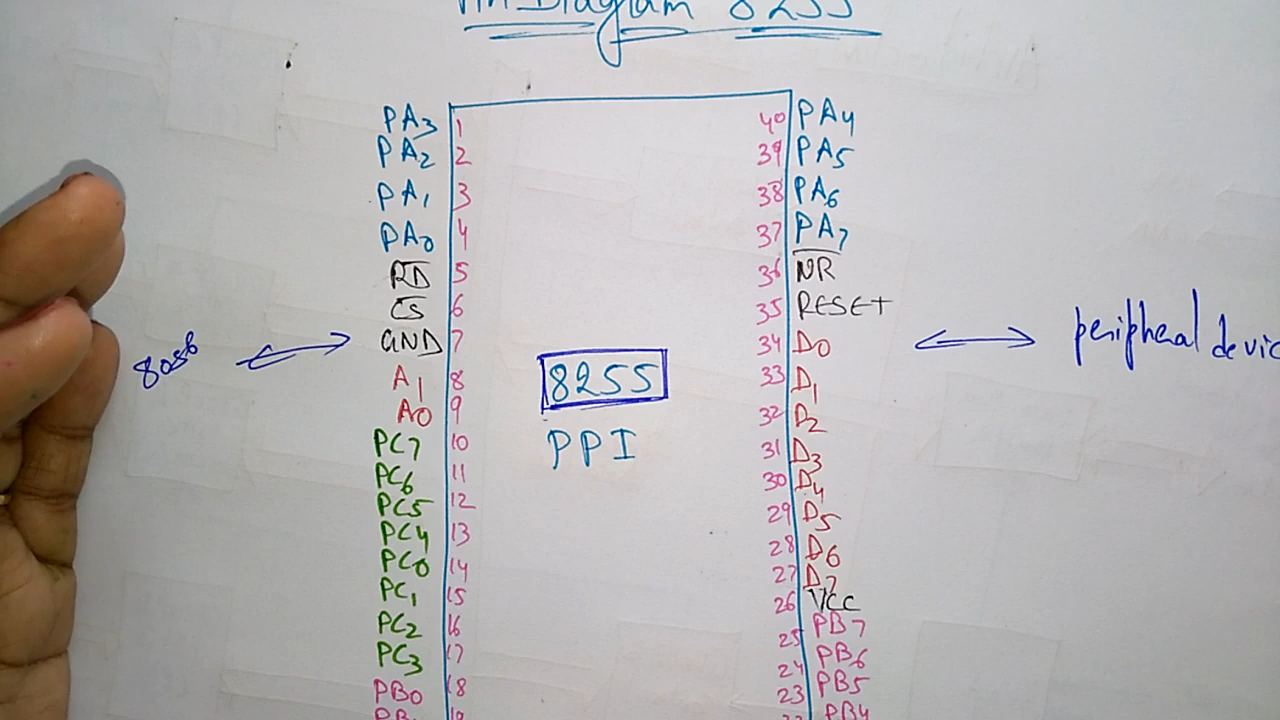 Pin Diagram 8255
PA3 1 40 PA4
PA2 2 39 PA5
PA1 3 38 PA6
PA0 4 37 PA7
RD 5 36 WR
CS 6 35 RESET
GND 7 34 D0
8086 peripheral devic
A1 8 33 D1
8255
A0 9 32 D2
PPI
PC7 10 31 D3
PC6 11 30 D4
PC5 12 29 D5
PC4 13 28 D6
PC0 14 27 D7
PC1 15 26 VCC
PC2 16 25 PB7
PC3 17 24 PB6
PB0 18 23 PB5
PB4